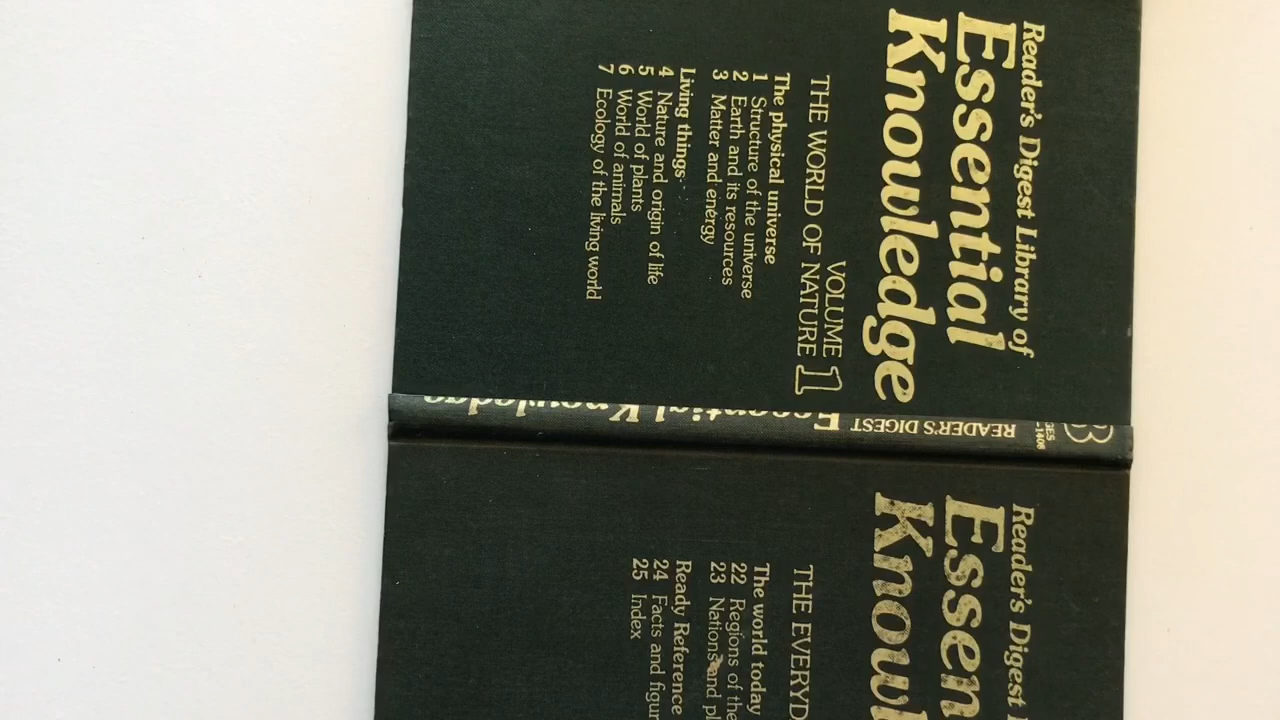 Reader's Digest Library of
Essential
Knowledge
VOLUME 1
THE WORLD OF NATURE
The physical universe
1 Structure of the universe
2 Earth and its resources
3 Matter and energy
Living things
4 Nature and origin of life
5 World of plants
6 World of animals
7 Ecology of the living world
READER'S DIGEST
Essential Knowledge
Reader's Digest
Essen
Knowl
THE EVERYD
The world today
22 Regions of the
23 Nations and pl
Ready Reference
24 Facts and figur
25 Index